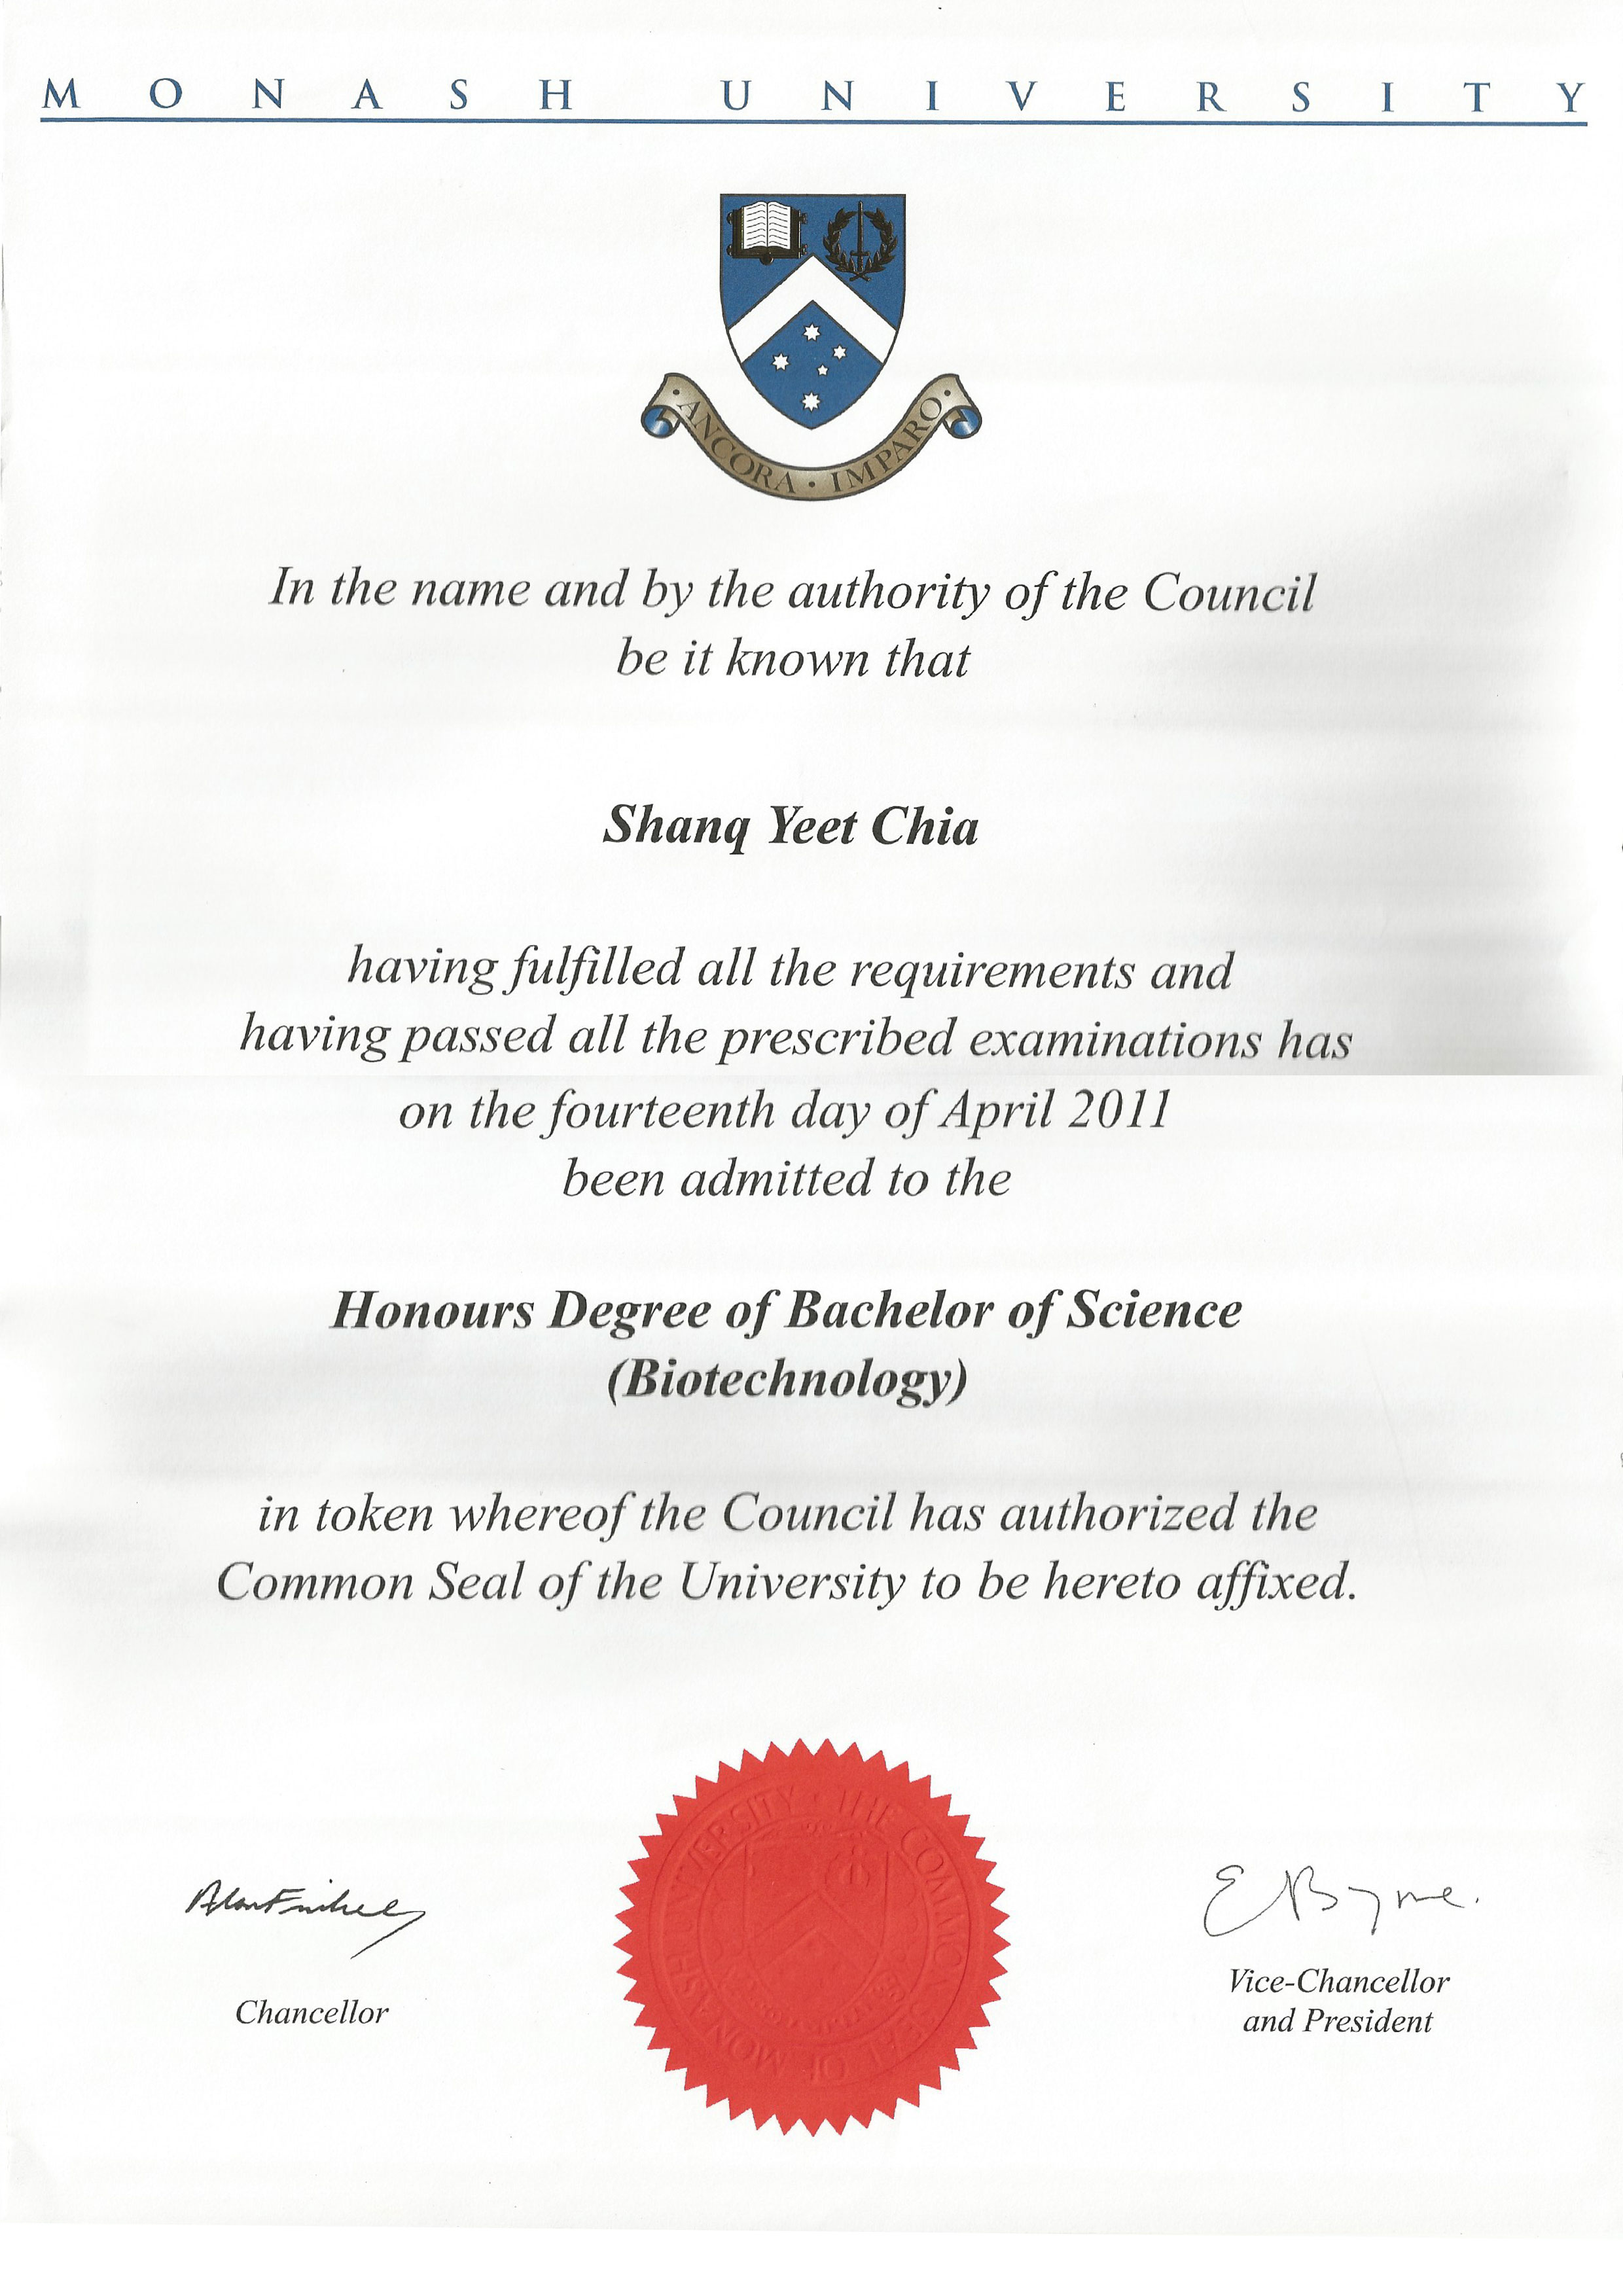 MONASH UNIVERSITY
ANCORA · IMPARO
In the name and by the authority of the Council
be it known that
Shanq Yeet Chia
having fulfilled all the requirements and
having passed all the prescribed examinations has
on the fourteenth day of April 2011
been admitted to the
Honours Degree of Bachelor of Science
(Biotechnology)
in token whereof the Council has authorized the
Common Seal of the University to be hereto affixed.
THE COMMON SEAL OF MONASH UNIVERSITY
E Byrne.
Chancellor
Vice-Chancellor
and President